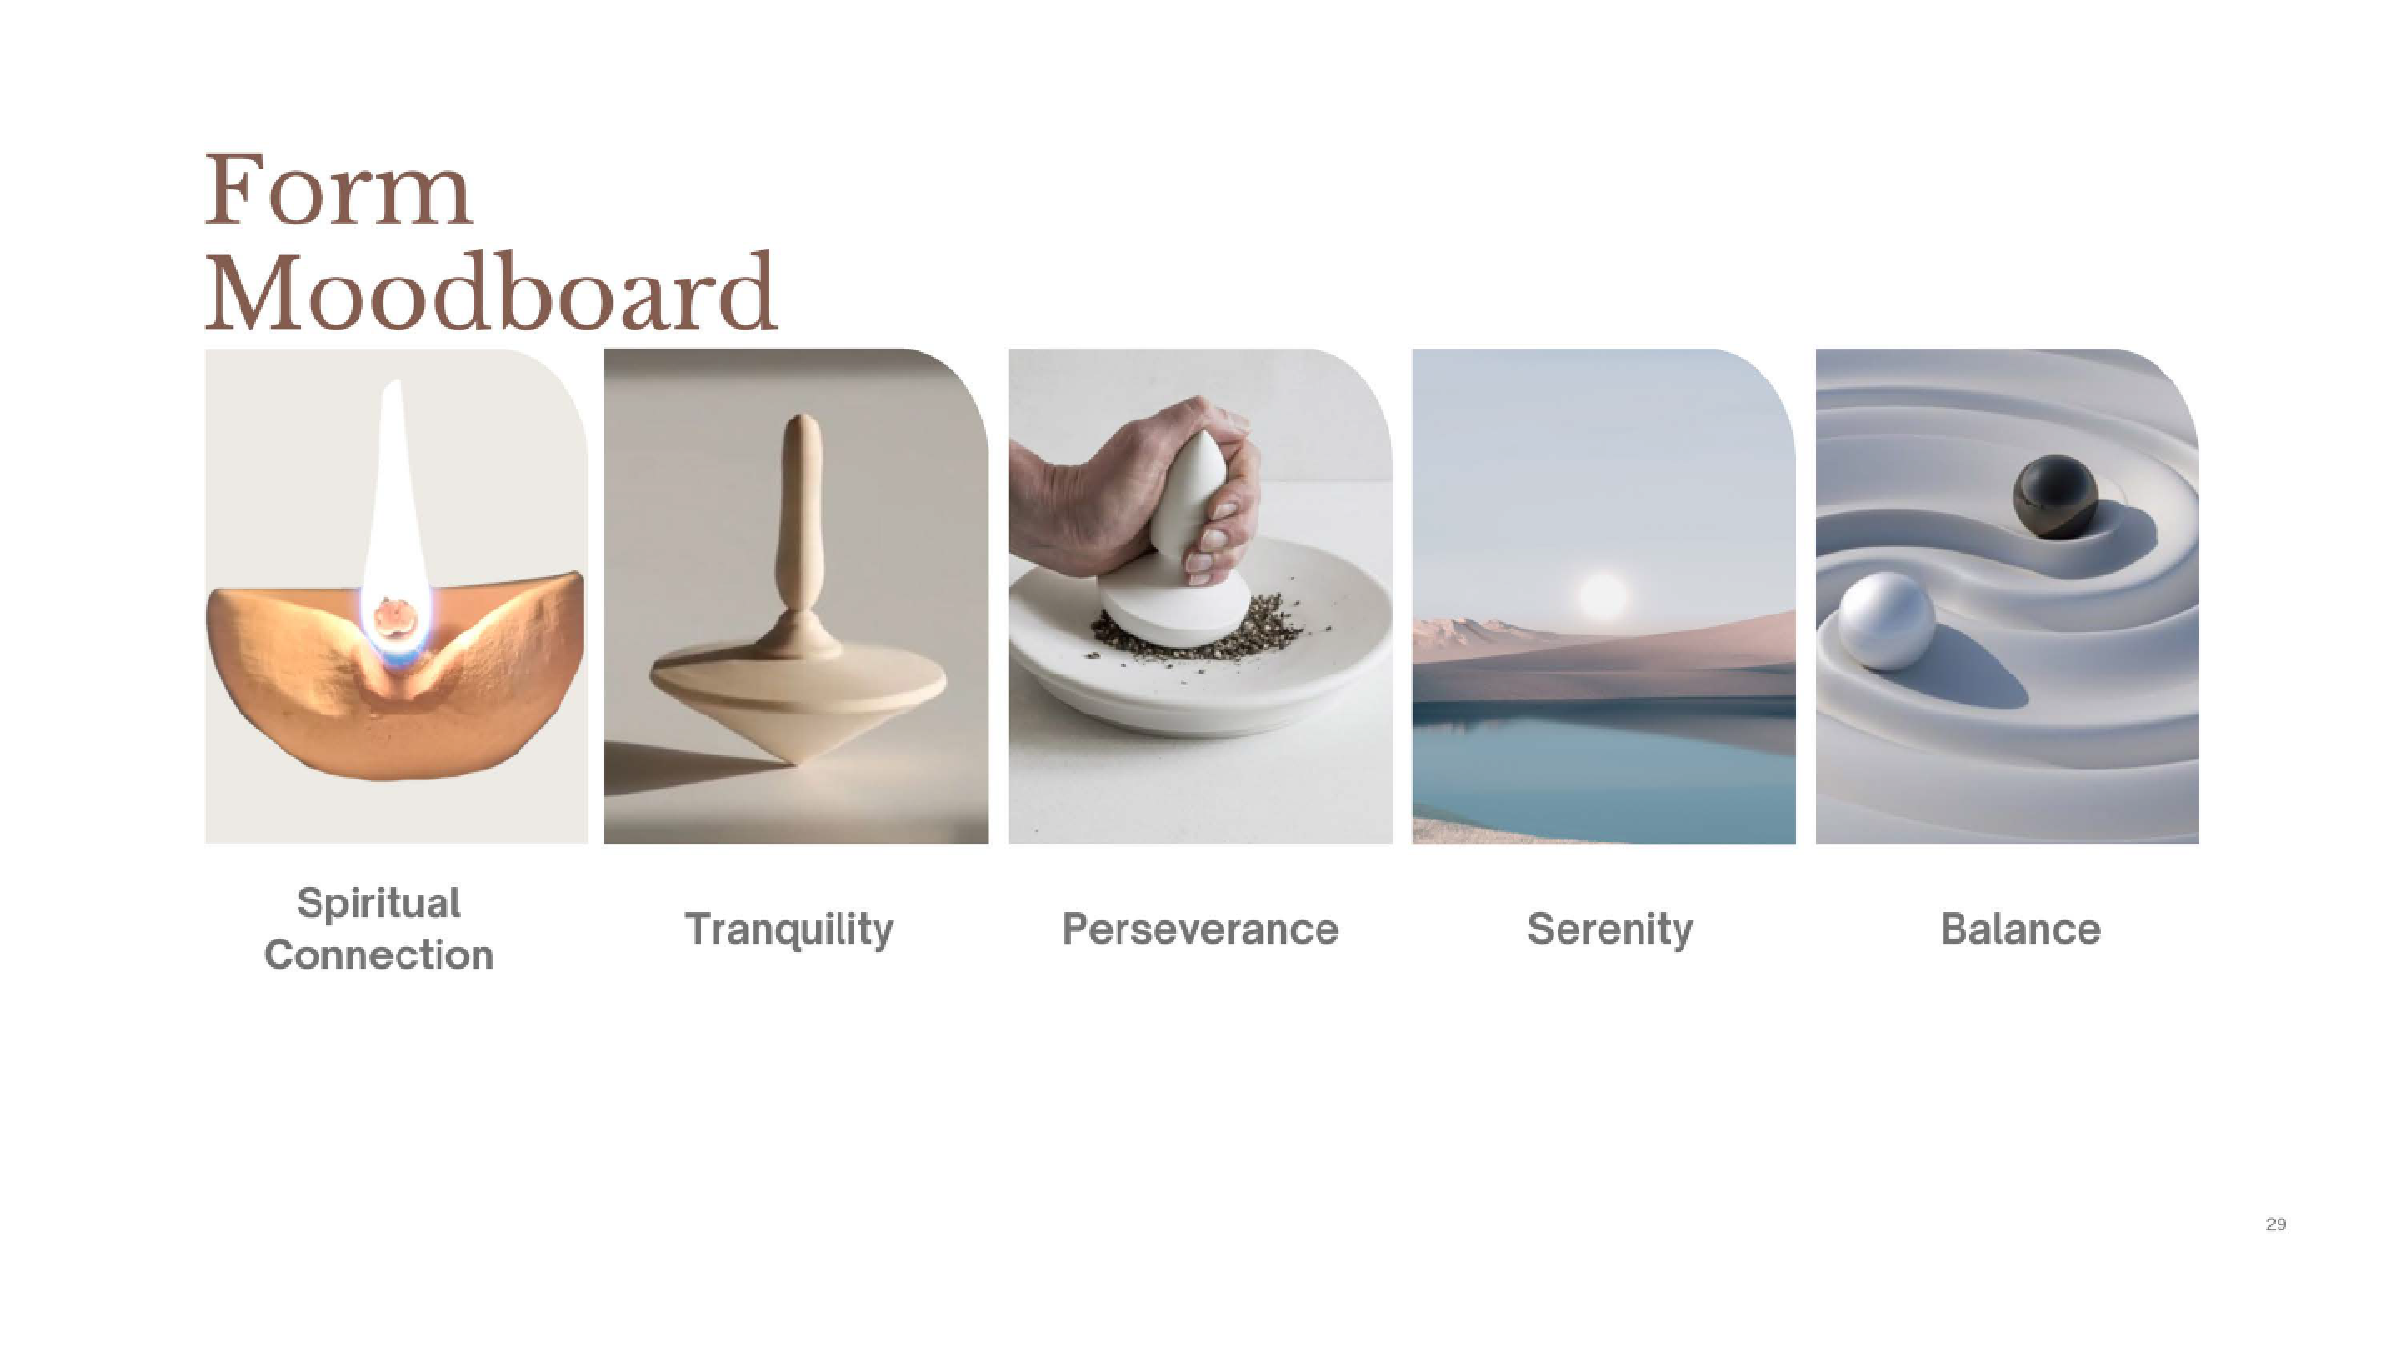 Form
Moodboard
Spiritual
Connection
Tranquility
Perseverance
Serenity
Balance
29